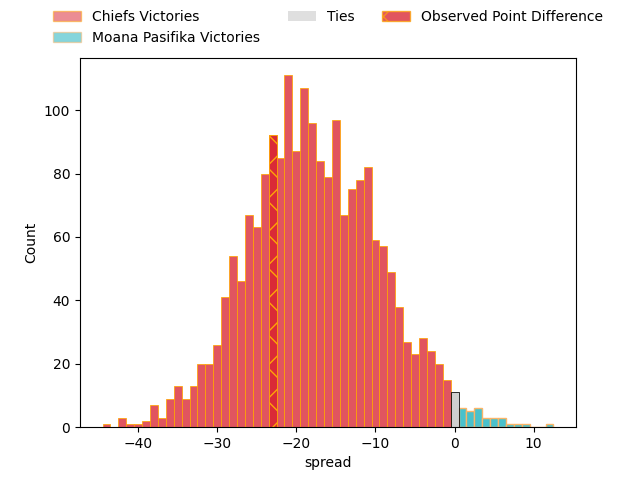 Chiefs Victories
Moana Pasifika Victories
Ties
Observed Point Difference
Count
100
80
60
40
20
0
−40
−30
−20
−10
0
10
spread